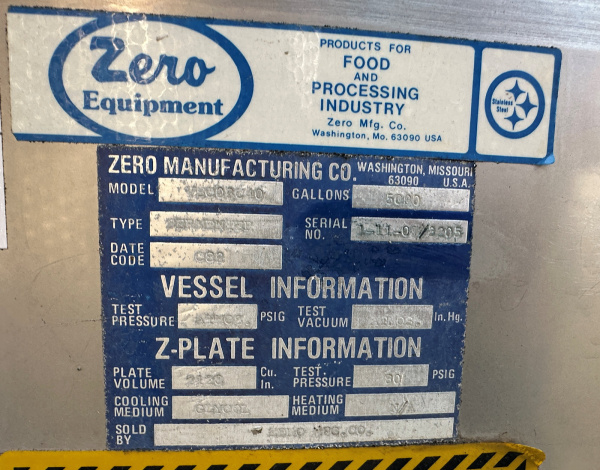 Zero
Equipment
PRODUCTS FOR
FOOD
AND
PROCESSING
INDUSTRY
Zero Mfg. Co.
Washington, Mo. 63090 USA
Stainless
Steel
ZERO MANUFACTURING CO. WASHINGTON, MISSOURI 63090 U.S.A.
MODEL GALLONS 5000
TYPE SERIAL NO.
DATE CODE
VESSEL INFORMATION
TEST PRESSURE PSIG TEST VACUUM In. Hg.
Z-PLATE INFORMATION
PLATE VOLUME 2120 Cu. In. TEST. PRESSURE PSIG
COOLING MEDIUM GLYCOL HEATING MEDIUM N/A
SOLD BY ZERO MFG. CO.